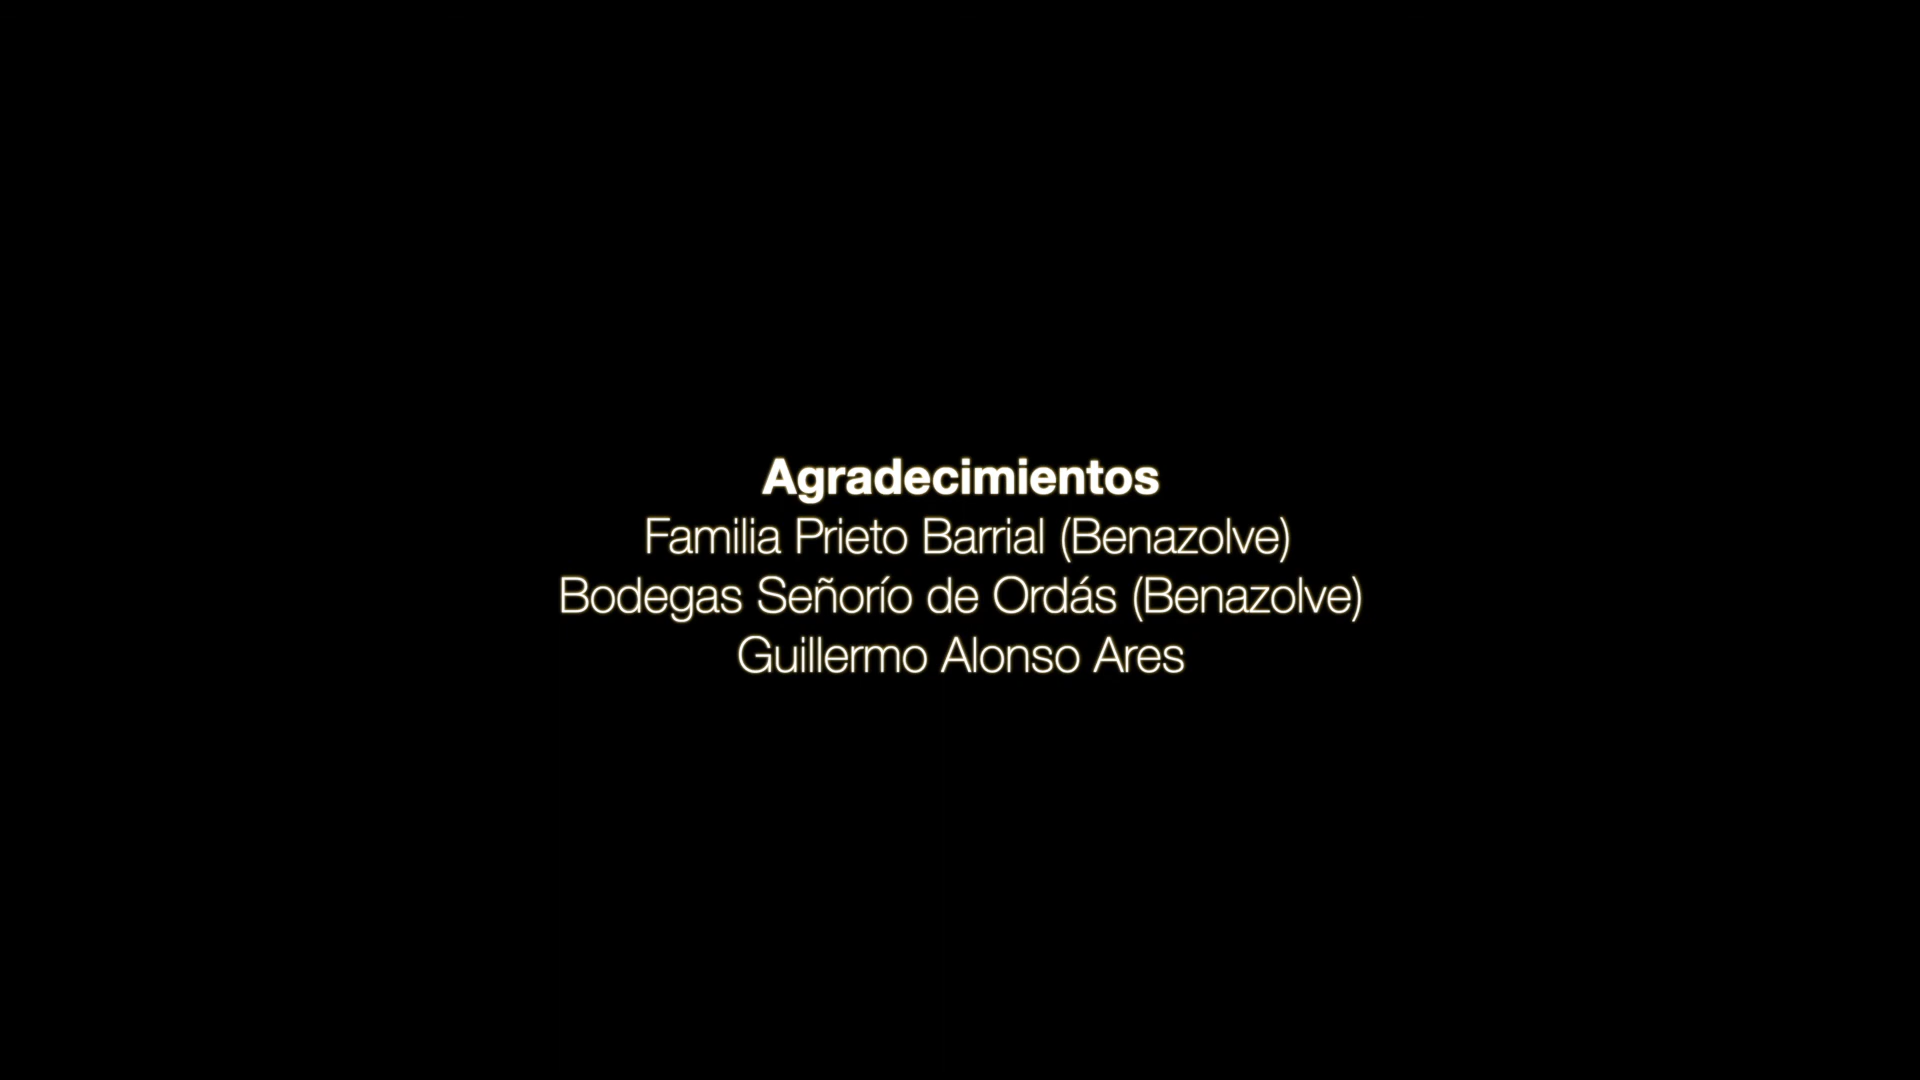 Agradecimientos
Familia Prieto Barrial (Benazolve)
Bodegas Señorío de Ordás (Benazolve)
Guillermo Alonso Ares